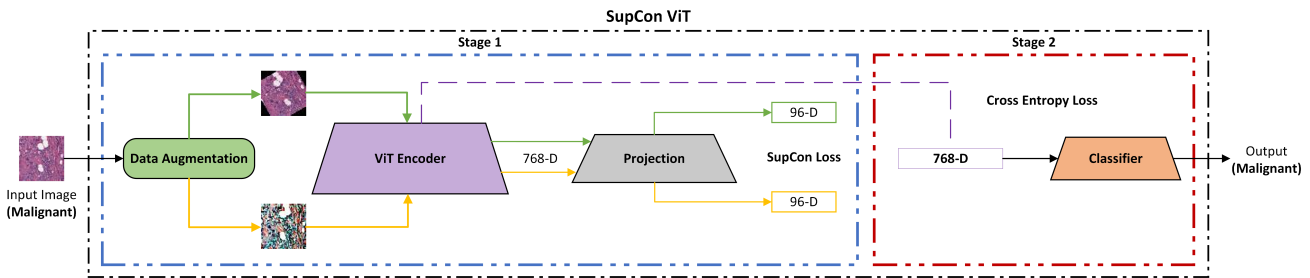 SupCon ViT
Stage 1
Stage 2
Input Image
(Malignant)
Data Augmentation
ViT Encoder
768-D
Projection
96-D
SupCon Loss
96-D
Cross Entropy Loss
768-D
Classifier
Output
(Malignant)